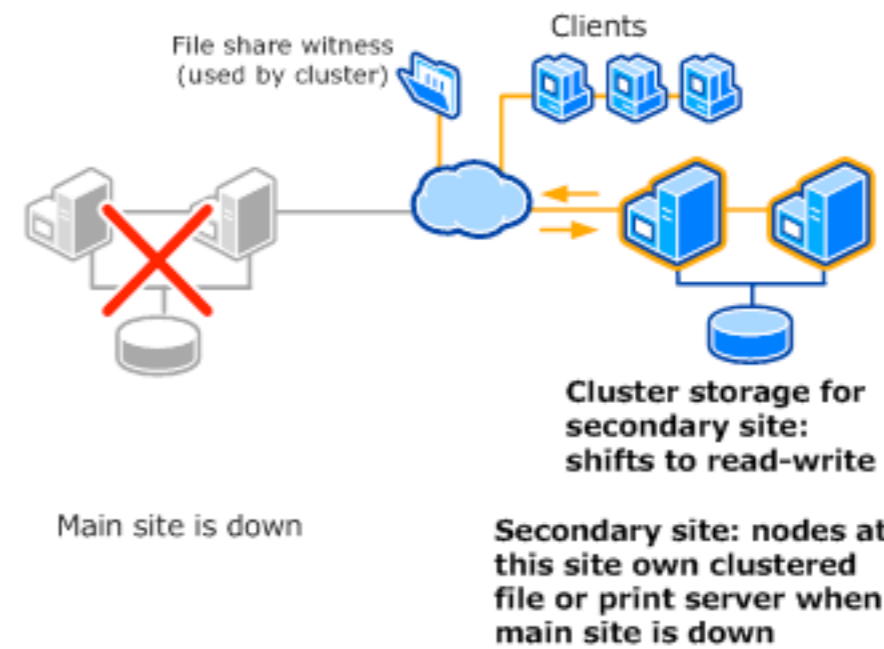 Clients
File share witness
(used by cluster)
Cluster storage for
secondary site:
shifts to read-write
Main site is down
Secondary site: nodes at
this site own clustered
file or print server when
main site is down